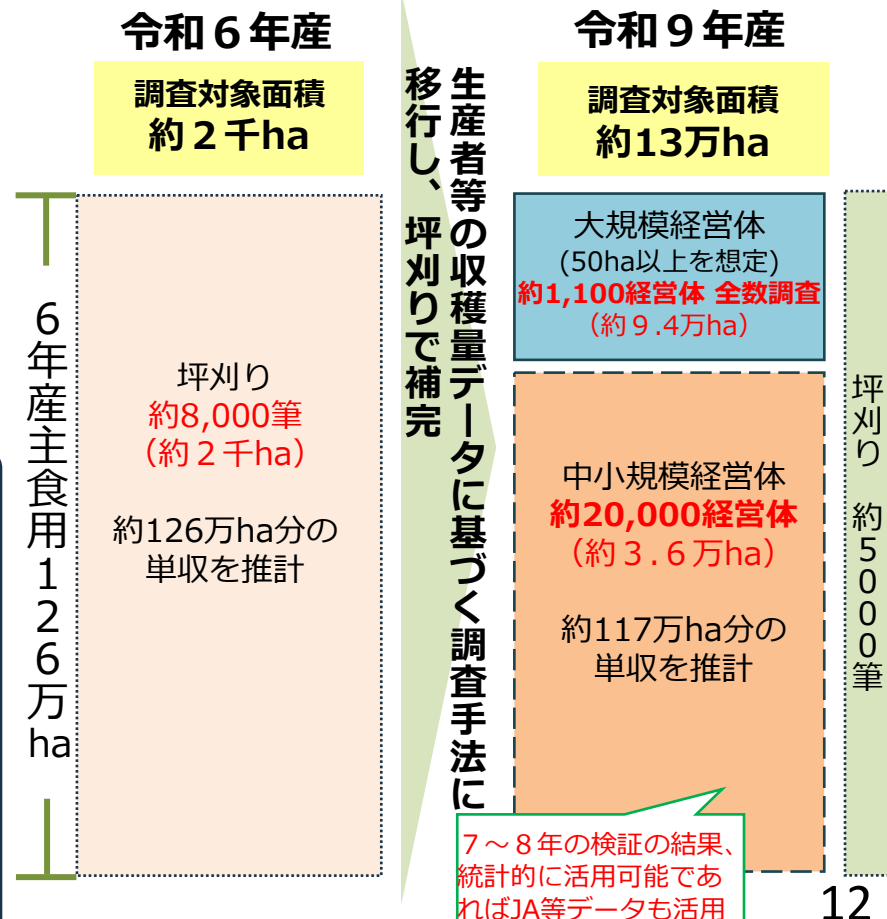 令和６年産
調査対象面積
約２千ha
６年産主食用126万ha
坪刈り
約8,000筆
（約２千ha）
約126万ha分の
単収を推計
生産者等の収穫量データに基づく調査手法に
移行し、坪刈りで補完
令和９年産
調査対象面積
約13万ha
大規模経営体
(50ha以上を想定)
約1,100経営体 全数調査
（約９.4万ha）
中小規模経営体
約20,000経営体
（約３.６万ha）
約117万ha分の
単収を推計
坪刈り 約5000筆
７～８年の検証の結果、
統計的に活用可能であ
ればJA等データも活用
12